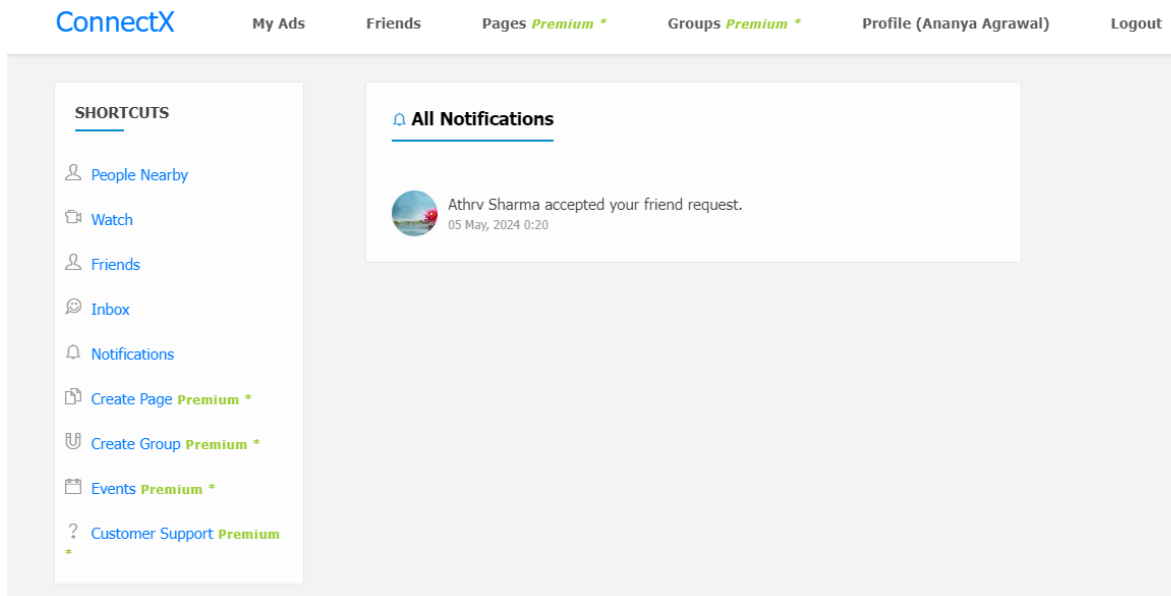 ConnectX
My Ads
Friends
Pages Premium *
Groups Premium *
Profile (Ananya Agrawal)
Logout
SHORTCUTS
People Nearby
Watch
Friends
Inbox
Notifications
Create Page Premium *
Create Group Premium *
Events Premium *
? Customer Support Premium
*
All Notifications
Athrv Sharma accepted your friend request.
05 May, 2024 0:20